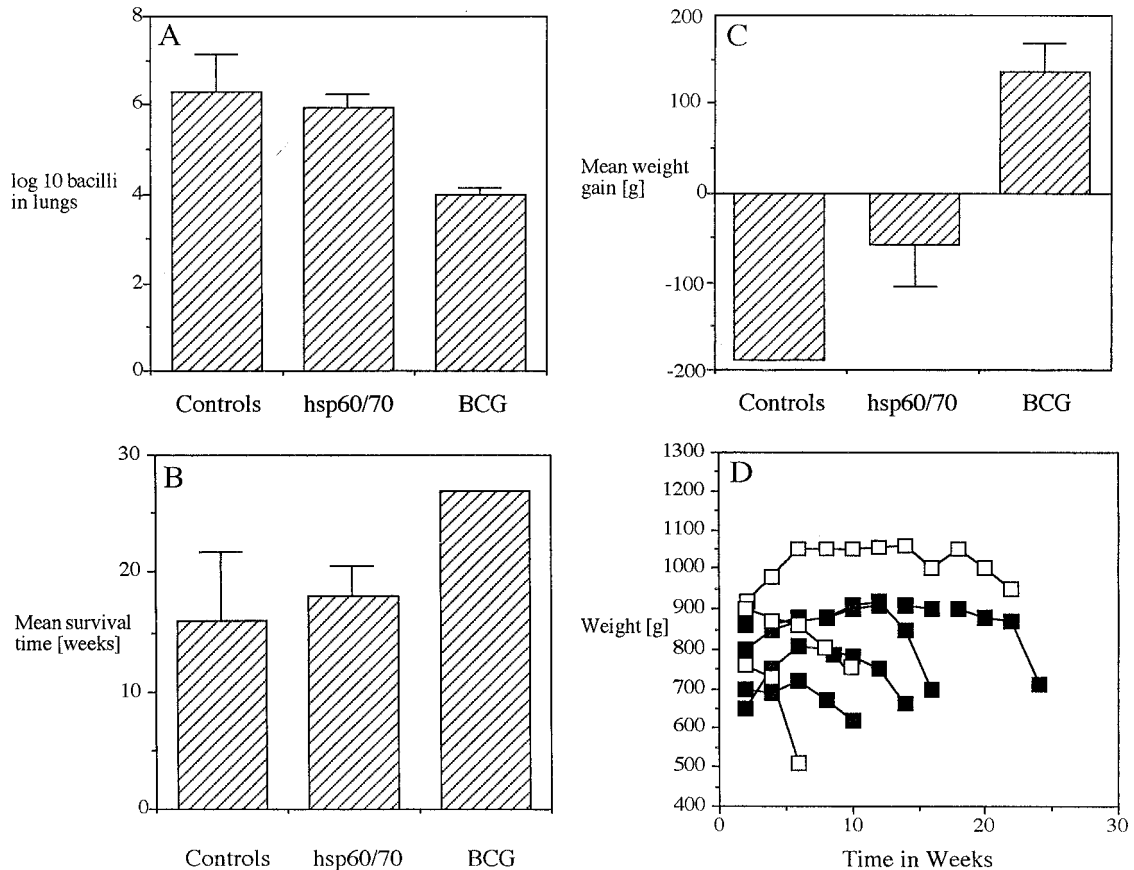 A
8
6
4
2
0
log 10 bacilli
in lungs
Controls
hsp60/70
BCG
C
200
150
100
0
-100
-200
Mean weight
gain [g]
Controls
hsp60/70
BCG
B
30
20
10
0
Mean survival
time [weeks]
Controls
hsp60/70
BCG
D
1300
1200
1100
1000
900
800
700
600
500
400
Weight [g]
0
10
20
30
Time in Weeks